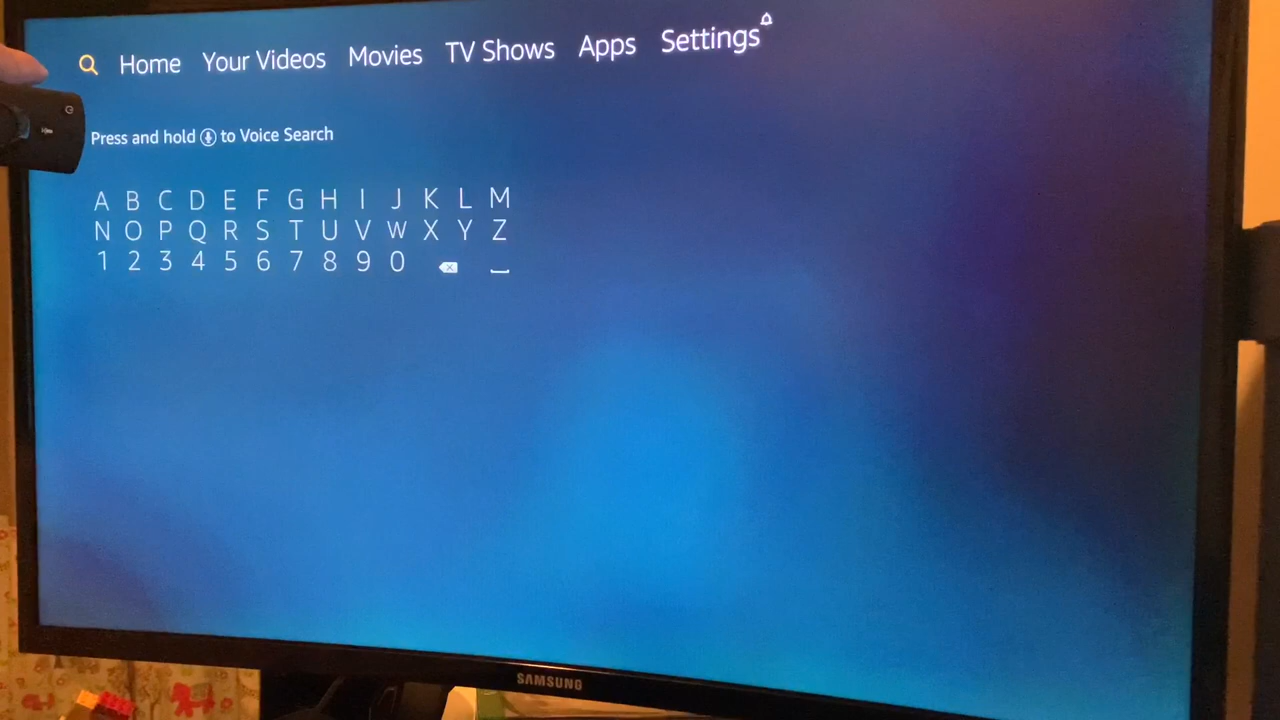 Home Your Videos Movies TV Shows Apps Settings
Press and hold to Voice Search
A B C D E F G H I J K L M
N O P Q R S T U V W X Y Z
1 2 3 4 5 6 7 8 9 0
SAMSUNG